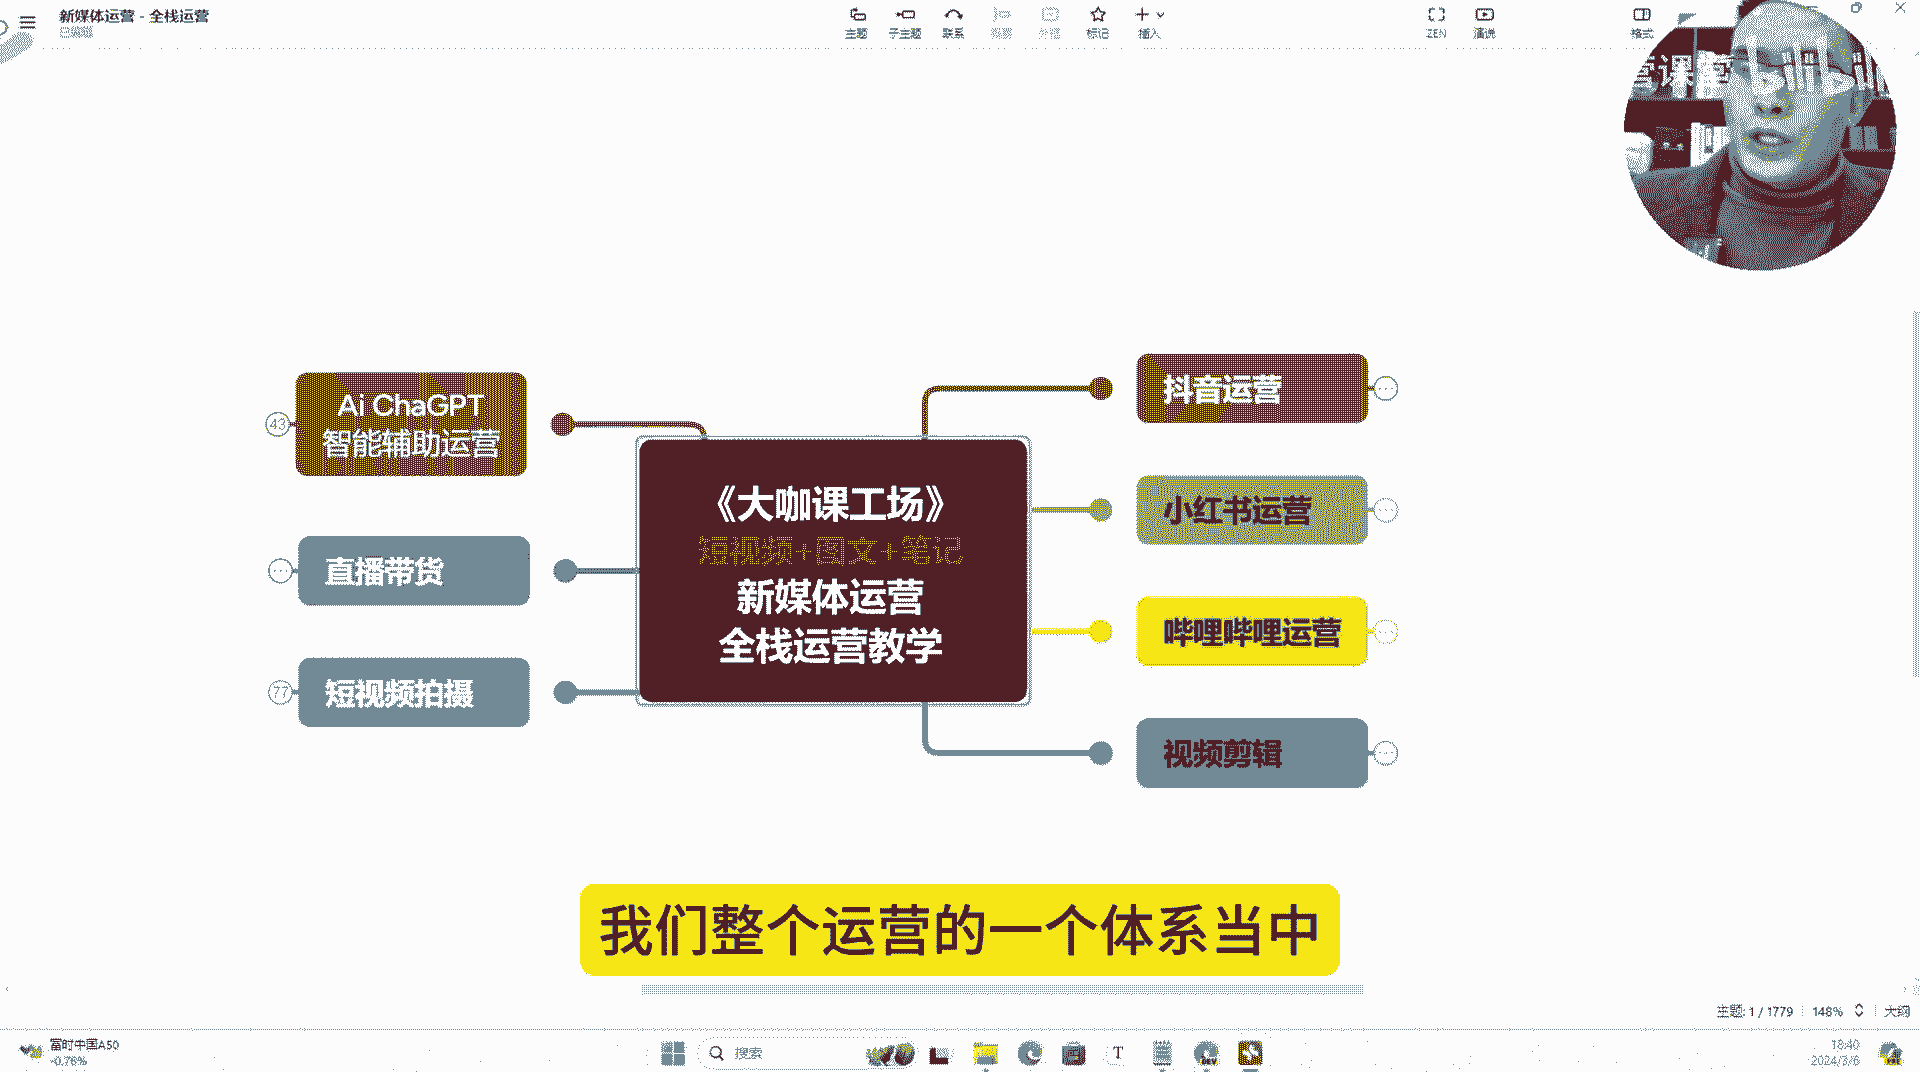 新媒体运营 - 全栈运营
已编辑
主题
子主题
联系
概要
外框
标记
插入
ZEN
演说
格式
营课堂
Ai ChaGPT
智能辅助运营
43
直播带货
短视频拍摄
77
《大咖课工场》
短视频+图文+笔记
新媒体运营
全栈运营教学
抖音运营
小红书运营
哔哩哔哩运营
视频剪辑
我们整个运营的一个体系当中
主题: 1 / 1779
148%
大纲
富时中国A50
-0.76%
搜索
18:40
2024/3/6